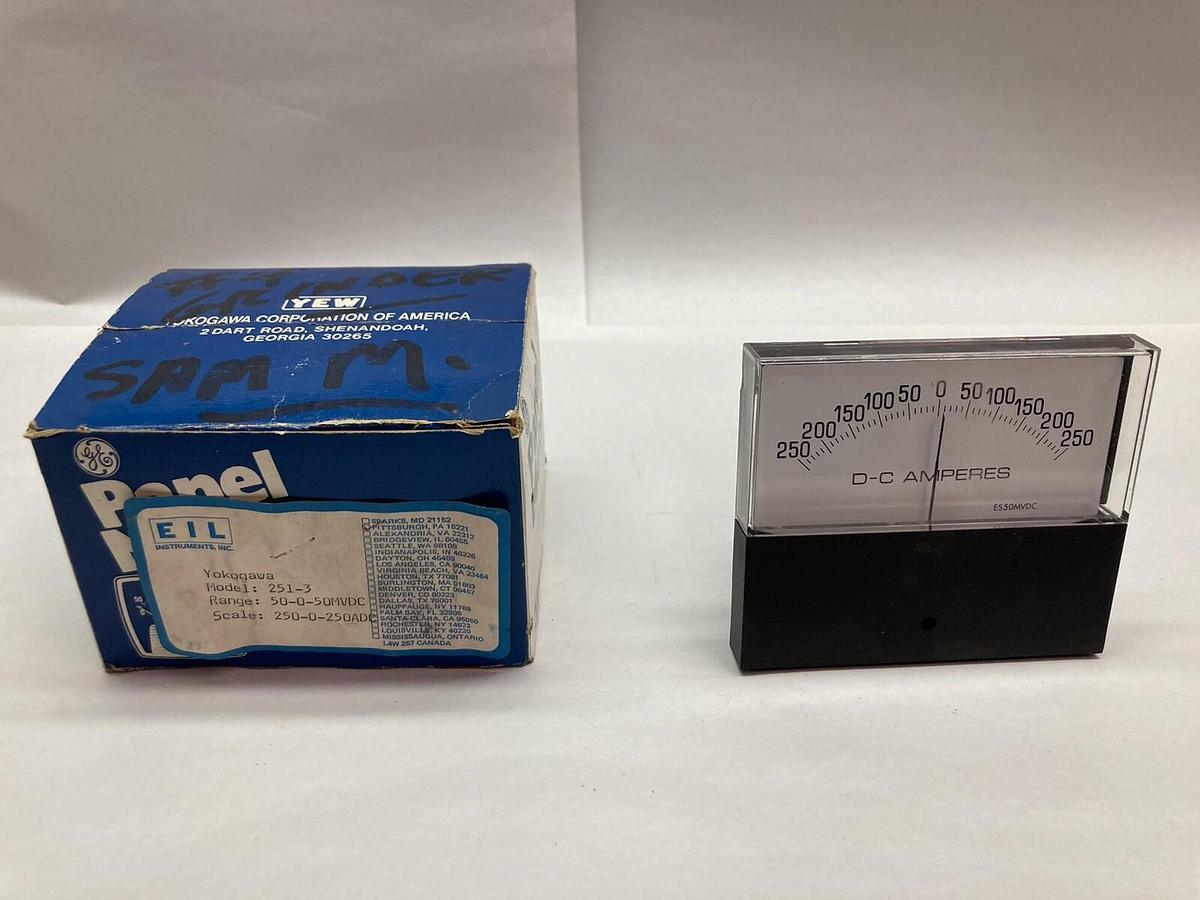 #4
GRINDER
YEW
YOKOGAWA CORPORATION OF AMERICA
2 DART ROAD, SHENANDOAH,
GEORGIA 30265
SAM M.
GE
Panel
EIL
INSTRUMENTS, INC.
Yokogawa
Model: 251-3
Range: 50-0-50MVDC
Scale: 250-0-250ADC
SPARKS, MD 21152
PITTSBURGH, PA 15221
ALEXANDRIA, VA 22312
BRIDGEVIEW, IL 60455
SEATTLE, WA 98108
INDIANAPOLIS, IN 46226
DAYTON, OH 45459
LOS ANGELES, CA 90040
VIRGINIA BEACH, VA 23464
HOUSTON, TX 77081
BURLINGTON, MA 01803
MIDDLETOWN, CT 06457
DENVER, CO 80223
DALLAS, TX 75001
HAUPPAUGE, NY 11788
PALM BAY, FL 32905
SANTA CLARA, CA 95050
ROCHESTER, NY 14623
LOUISVILLE, KY 40220
MISSISSAUGA, ONTARIO
L4W 2S7 CANADA
250 200 150 100 50 0 50 100 150 200 250
D-C AMPERES
ES50MVDC